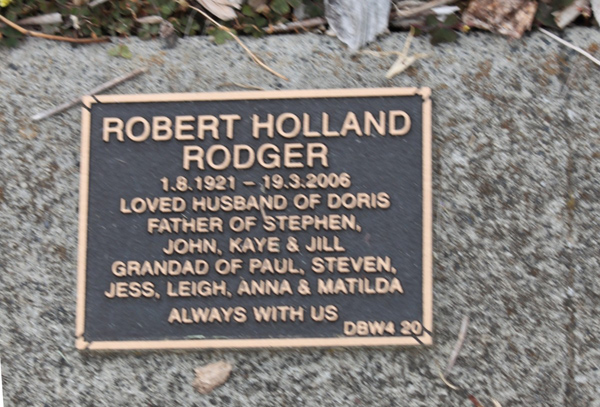 ROBERT HOLLAND
RODGER
1.8.1921 – 19.3.2006
LOVED HUSBAND OF DORIS
FATHER OF STEPHEN,
JOHN, KAYE & JILL
GRANDAD OF PAUL, STEVEN,
JESS, LEIGH, ANNA & MATILDA
ALWAYS WITH US
DBW4 20